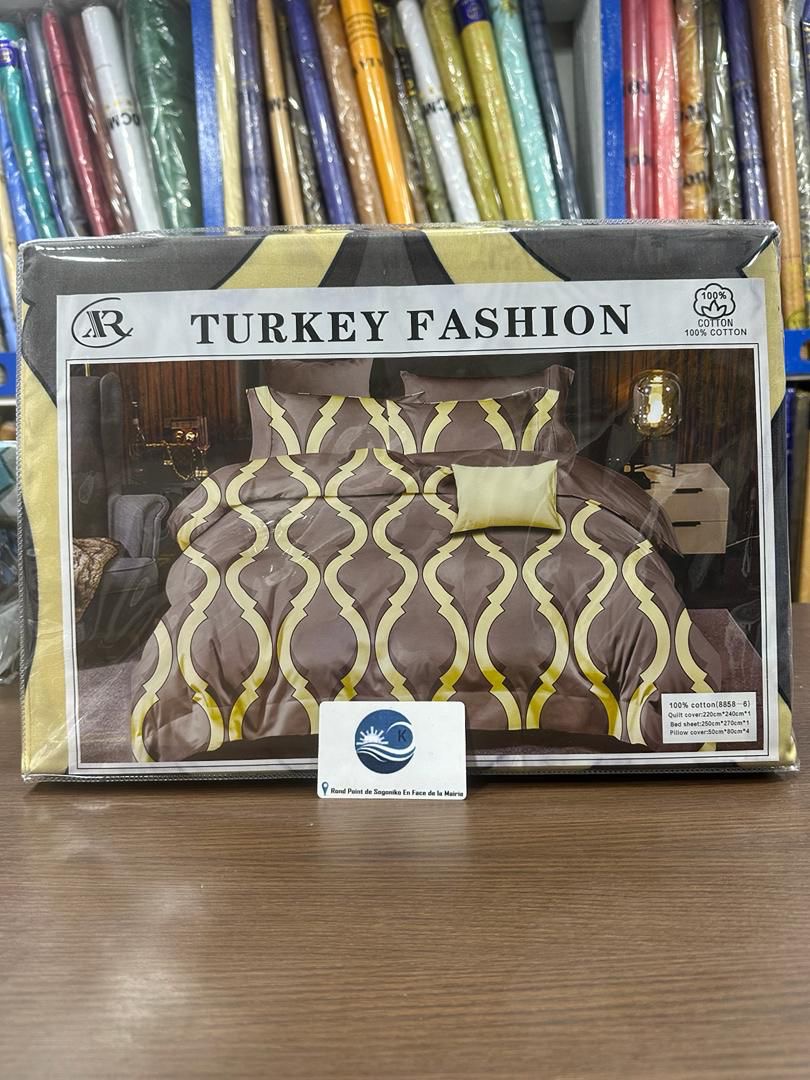 AR
TURKEY FASHION
100%
COTTON
100% COTTON
100% cotton(8858-6)
Quilt cover:220cm*240cm*1
Bed sheet:250cm*270cm*1
Pillow cover:50cm*80cm*4
K
Rond Point de Sogoniko En Face de la Mairie